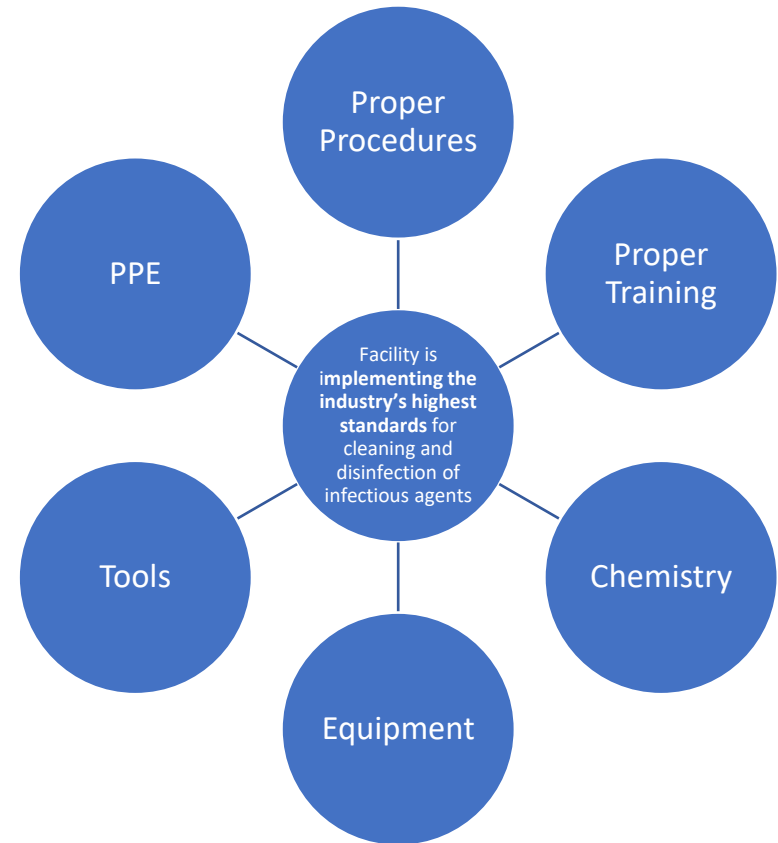 Proper
Procedures
PPE
Proper
Training
Facility is
implementing the
industry’s highest
standards for
cleaning and
disinfection of
infectious agents
Tools
Chemistry
Equipment